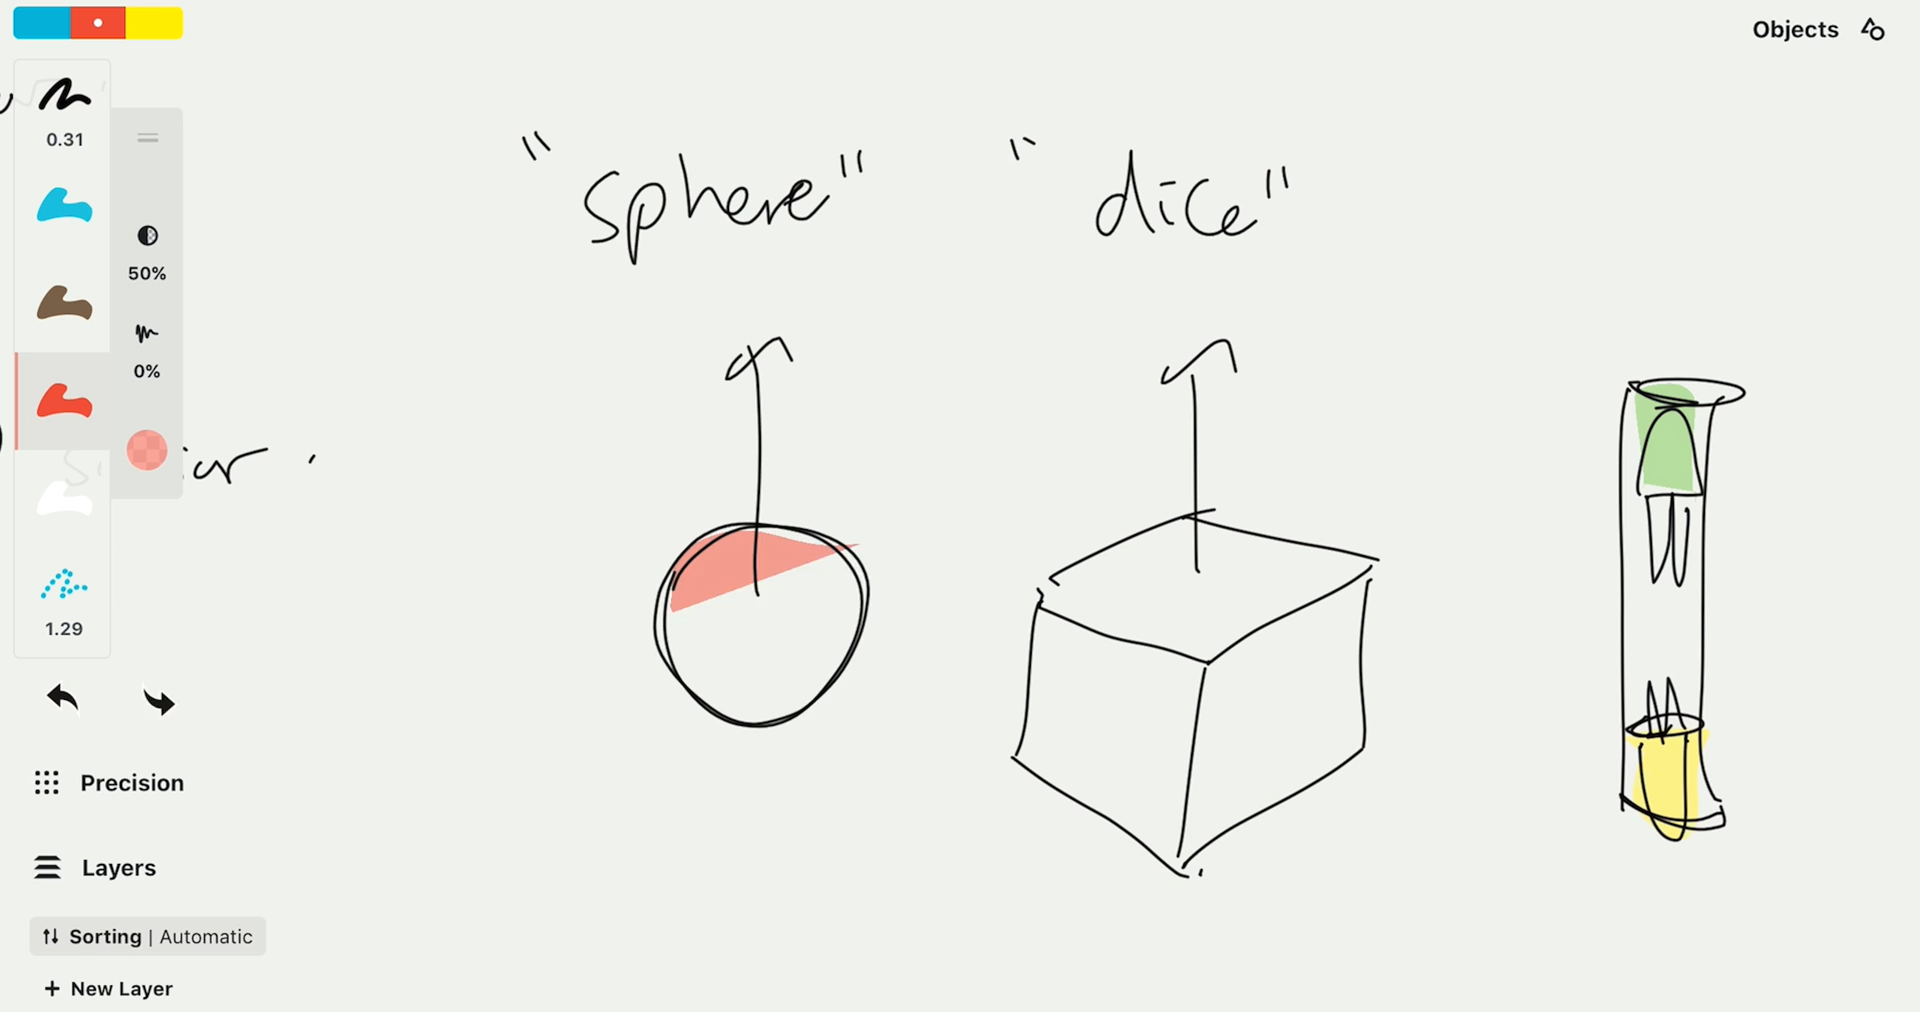 Objects
0.31
"sphere" "dice"
50%
0%
1.29
Precision
Layers
Sorting | Automatic
+ New Layer